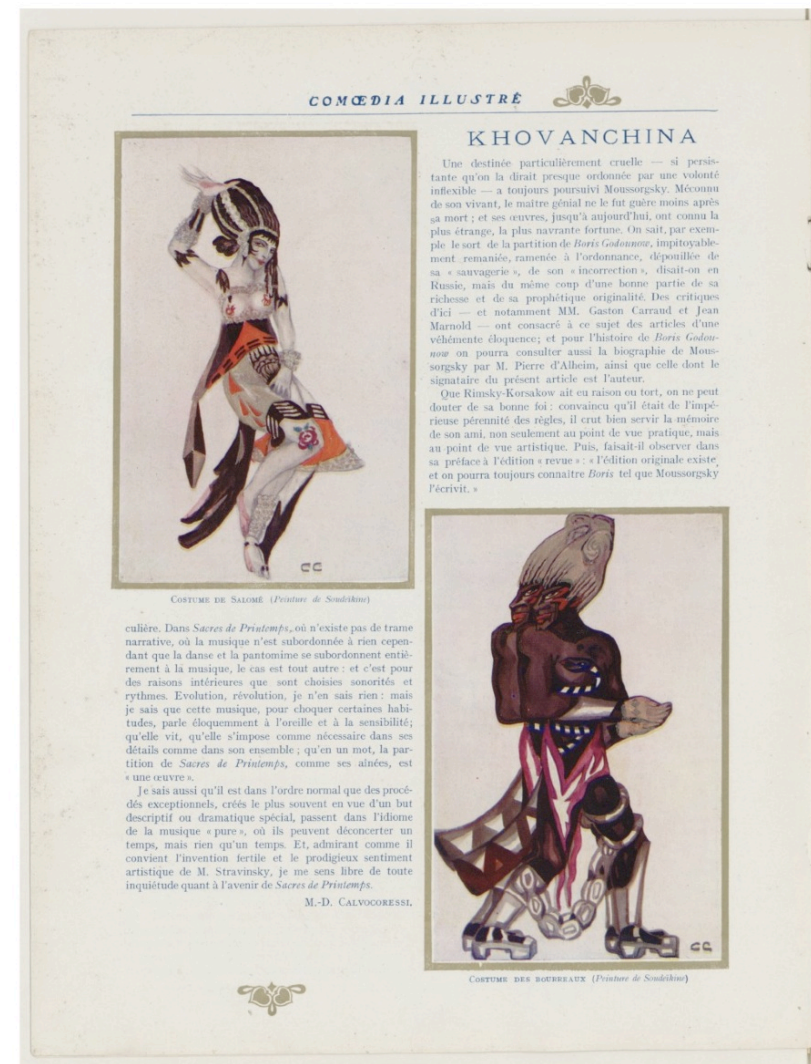 COMŒDIA ILLUSTRÉ
KHOVANCHINA
Une destinée particulièrement cruelle — si persis-
tante qu'on la dirait presque ordonnée par une volonté
inflexible — a toujours poursuivi Moussorgsky. Méconnu
de son vivant, le maître génial ne le fut guère moins après
sa mort ; et ses œuvres, jusqu'à aujourd'hui, ont connu la
plus étrange, la plus navrante fortune. On sait, par exem-
ple le sort de la partition de Boris Godounow, impitoyable-
ment remaniée, ramenée à l'ordonnance, dépouillée de
sa « sauvagerie », de son « incorrection », disait-on en
Russie, mais du même coup d'une bonne partie de sa
richesse et de sa prophétique originalité. Des critiques
d'ici — et notamment MM. Gaston Carraud et Jean
Marnold — ont consacré à ce sujet des articles d'une
véhémente éloquence; et pour l'histoire de Boris Godou-
now on pourra consulter aussi la biographie de Mous-
sorgsky par M. Pierre d'Alheim, ainsi que celle dont le
signataire du présent article est l'auteur.
Que Rimsky-Korsakow ait eu raison ou tort, on ne peut
douter de sa bonne foi : convaincu qu'il était de l'impé-
rieuse pérennité des règles, il crut bien servir la mémoire
de son ami, non seulement au point de vue pratique, mais
au point de vue artistique. Puis, faisait-il observer dans
sa préface à l'édition « revue » : « l'édition originale existe,
et on pourra toujours connaître Boris tel que Moussorgsky
l'écrivit. »
COSTUME DE SALOMÉ (Peinture de Soudeikine)
culière. Dans Sacres de Printemps, où n'existe pas de trame
narrative, où la musique n'est subordonnée à rien cepen-
dant que la danse et la pantomime se subordonnent entiè-
rement à la musique, le cas est tout autre : et c'est pour
des raisons intérieures que sont choisies sonorités et
rythmes. Evolution, révolution, je n'en sais rien : mais
je sais que cette musique, pour choquer certaines habi-
tudes, parle éloquemment à l'oreille et à la sensibilité;
qu'elle vit, qu'elle s'impose comme nécessaire dans ses
détails comme dans son ensemble ; qu'en un mot, la par-
tition de Sacres de Printemps, comme ses aînées, est
« une œuvre ».
Je sais aussi qu'il est dans l'ordre normal que des procé-
dés exceptionnels, créés le plus souvent en vue d'un but
descriptif ou dramatique spécial, passent dans l'idiome
de la musique « pure », où ils peuvent déconcerter un
temps, mais rien qu'un temps. Et, admirant comme il
convient l'invention fertile et le prodigieux sentiment
artistique de M. Stravinsky, je me sens libre de toute
inquiétude quant à l'avenir de Sacres de Printemps.
M.-D. CALVOCORESSI.
COSTUME DES BOURREAUX (Peinture de Soudeikine)